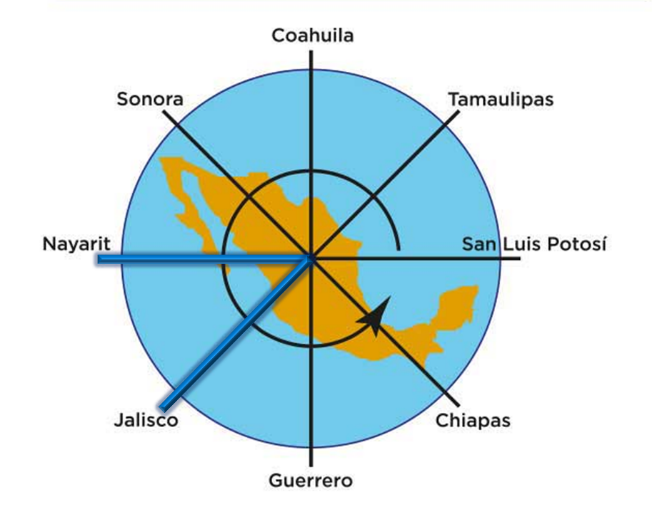 Coahuila
Sonora
Tamaulipas
Nayarit
San Luis Potosí
Jalisco
Chiapas
Guerrero